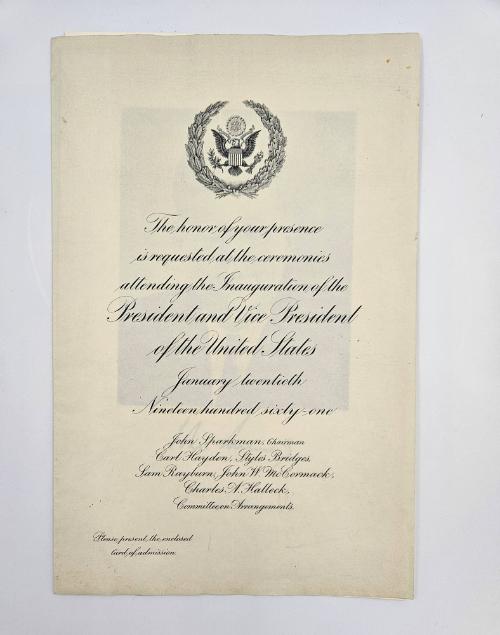 The honor of your presence
is requested at the ceremonies
attending the Inauguration of the
President and Vice President
of the United States
January twentieth
Nineteen hundred sixty-one
John Sparkman, Chairman
Carl Hayden, Styles Bridges,
Sam Rayburn, John W. McCormack,
Charles A. Halleck,
Committee on Arrangements.
Please present the enclosed
card of admission.